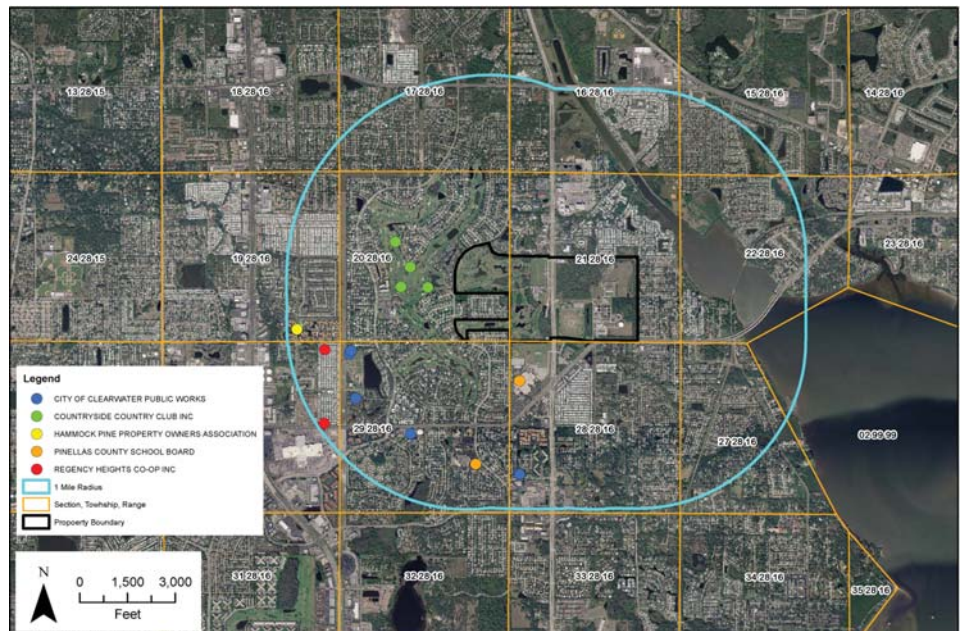 13 28 15
18 28 16
17 28 16
16 28 16
15 28 16
14 28 16
24 28 15
19 28 16
20 28 16
21 28 16
22 28 16
23 28 16
29 28 16
28 28 16
27 28 16
02 99 99
31 28 16
32 28 16
33 28 16
34 28 16
35 28 16
Legend
CITY OF CLEARWATER PUBLIC WORKS
COUNTRYSIDE COUNTRY CLUB INC
HAMMOCK PINE PROPERTY OWNERS ASSOCIATION
PINELLAS COUNTY SCHOOL BOARD
REGENCY HEIGHTS CO-OP INC
1 Mile Radius
Section, Towhship, Range
Propoerty Boundary
N
0 1,500 3,000
Feet